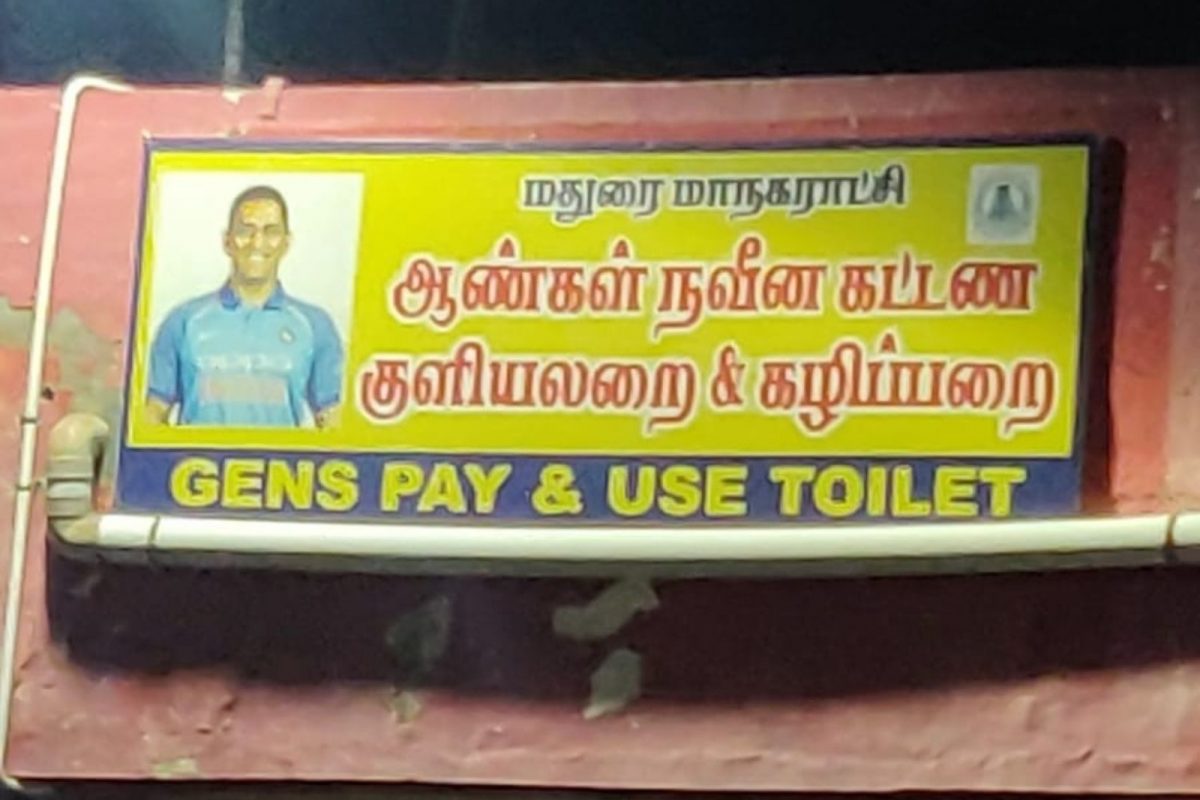 மதுரை மாநகராட்சி
ஆண்கள் நவீன கட்டண
குளியலறை & கழிப்பறை
GENS PAY & USE TOILET